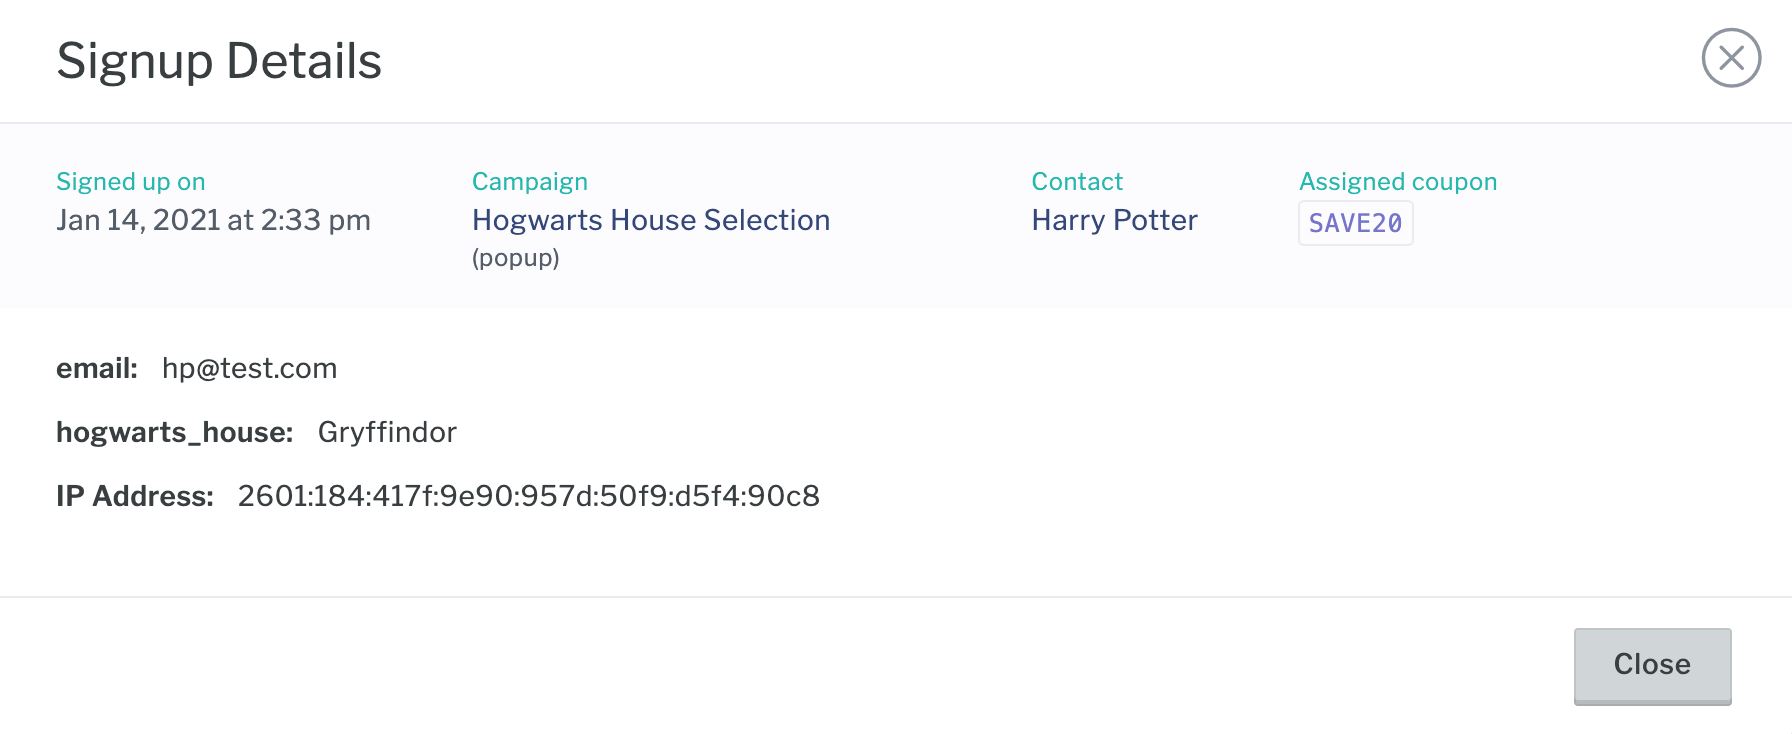 Signup Details
Signed up on
Jan 14, 2021 at 2:33 pm
Campaign
Hogwarts House Selection
(popup)
Contact
Harry Potter
Assigned coupon
SAVE20
email: hp@test.com
hogwarts_house: Gryffindor
IP Address: 2601:184:417f:9e90:957d:50f9:d5f4:90c8
Close